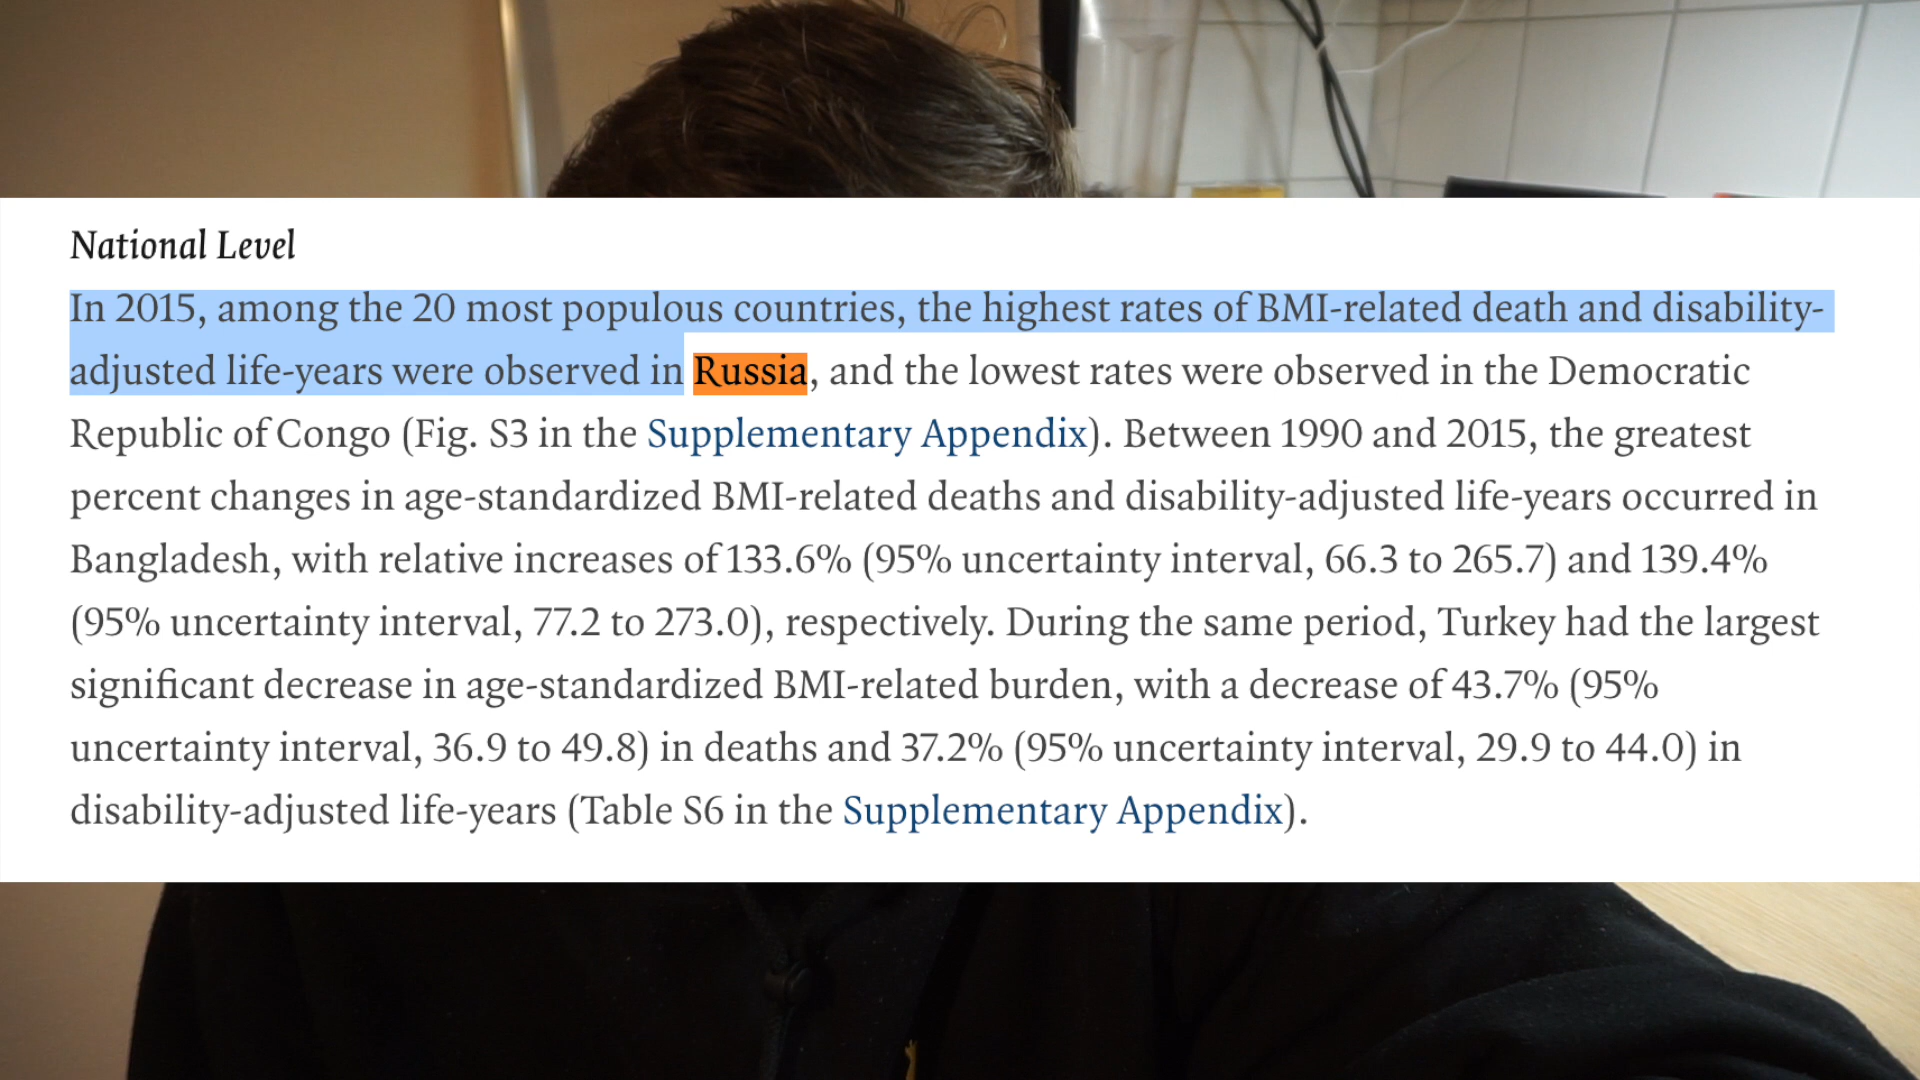 National Level
In 2015, among the 20 most populous countries, the highest rates of BMI-related death and disability-
adjusted life-years were observed in Russia, and the lowest rates were observed in the Democratic
Republic of Congo (Fig. S3 in the Supplementary Appendix). Between 1990 and 2015, the greatest
percent changes in age-standardized BMI-related deaths and disability-adjusted life-years occurred in
Bangladesh, with relative increases of 133.6% (95% uncertainty interval, 66.3 to 265.7) and 139.4%
(95% uncertainty interval, 77.2 to 273.0), respectively. During the same period, Turkey had the largest
significant decrease in age-standardized BMI-related burden, with a decrease of 43.7% (95%
uncertainty interval, 36.9 to 49.8) in deaths and 37.2% (95% uncertainty interval, 29.9 to 44.0) in
disability-adjusted life-years (Table S6 in the Supplementary Appendix).